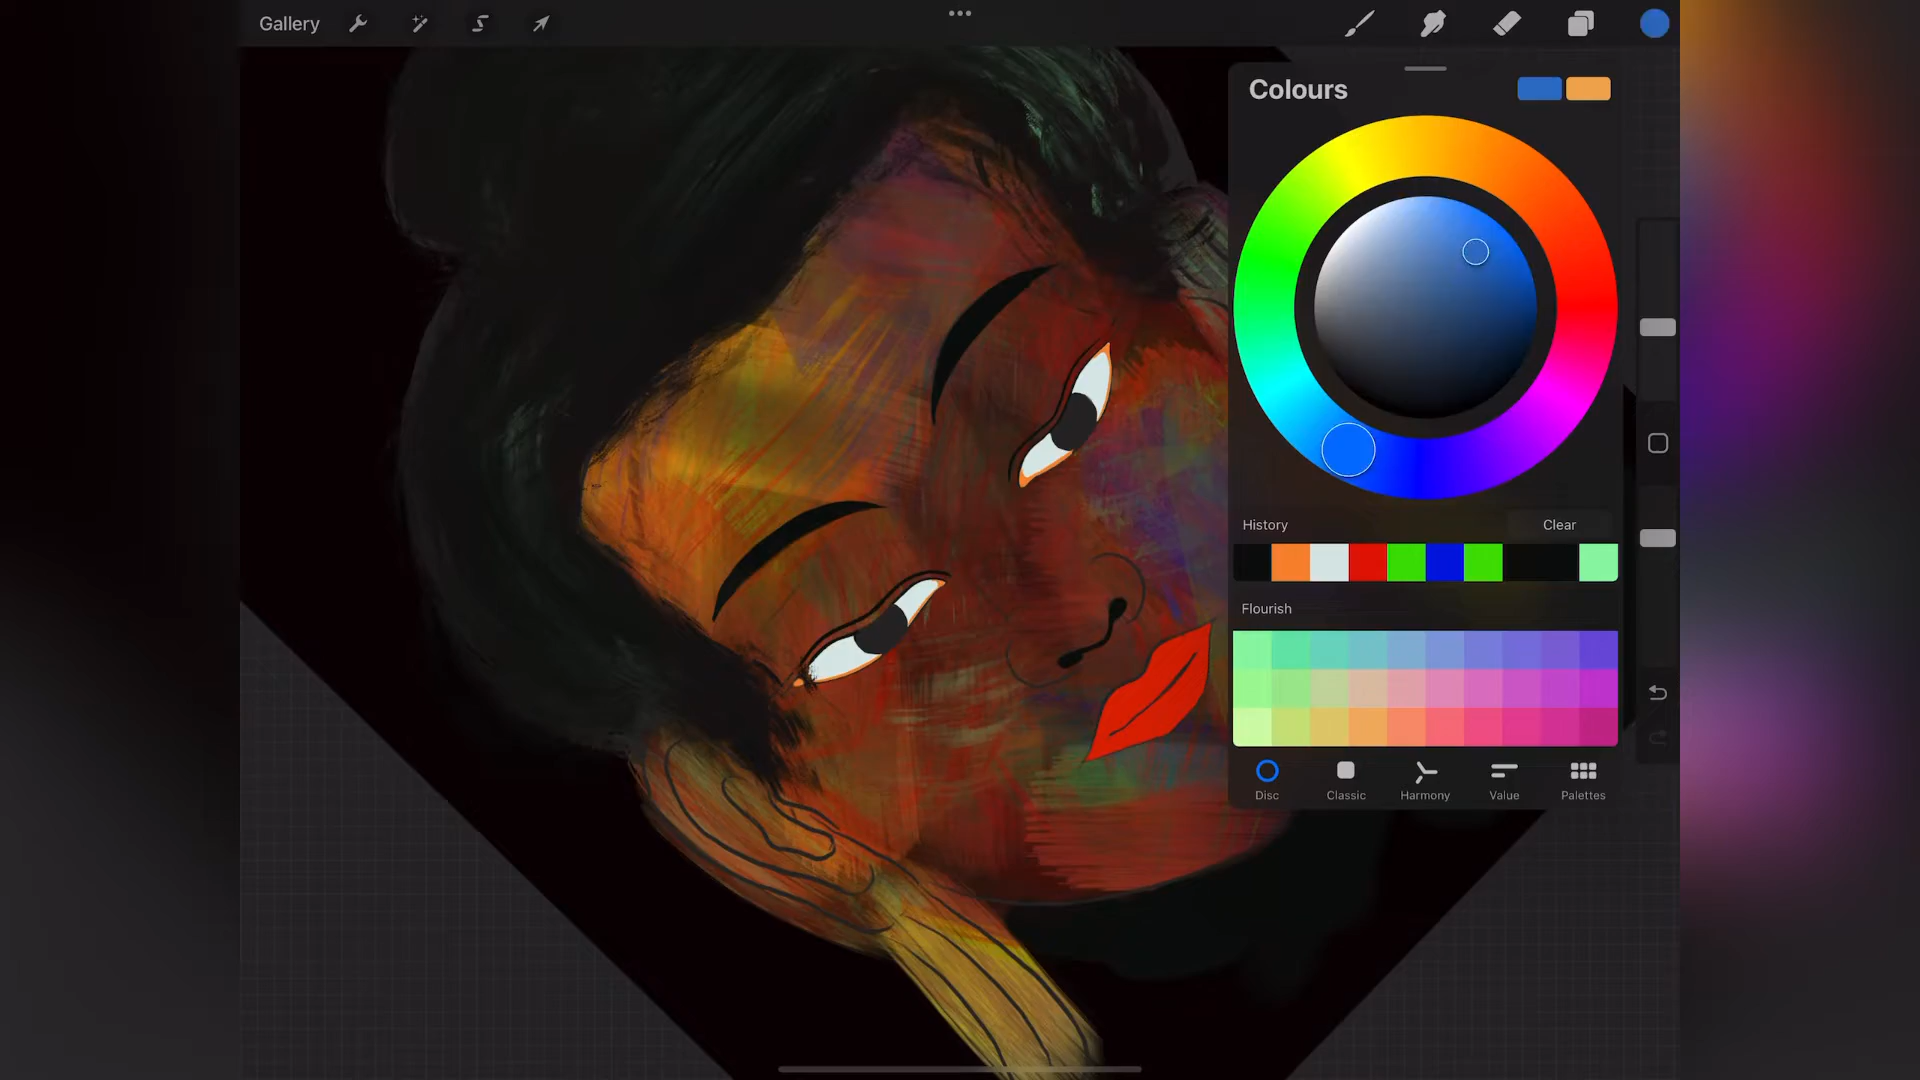 Gallery
Colours
History
Clear
Flourish
Disc
Classic
Harmony
Value
Palettes